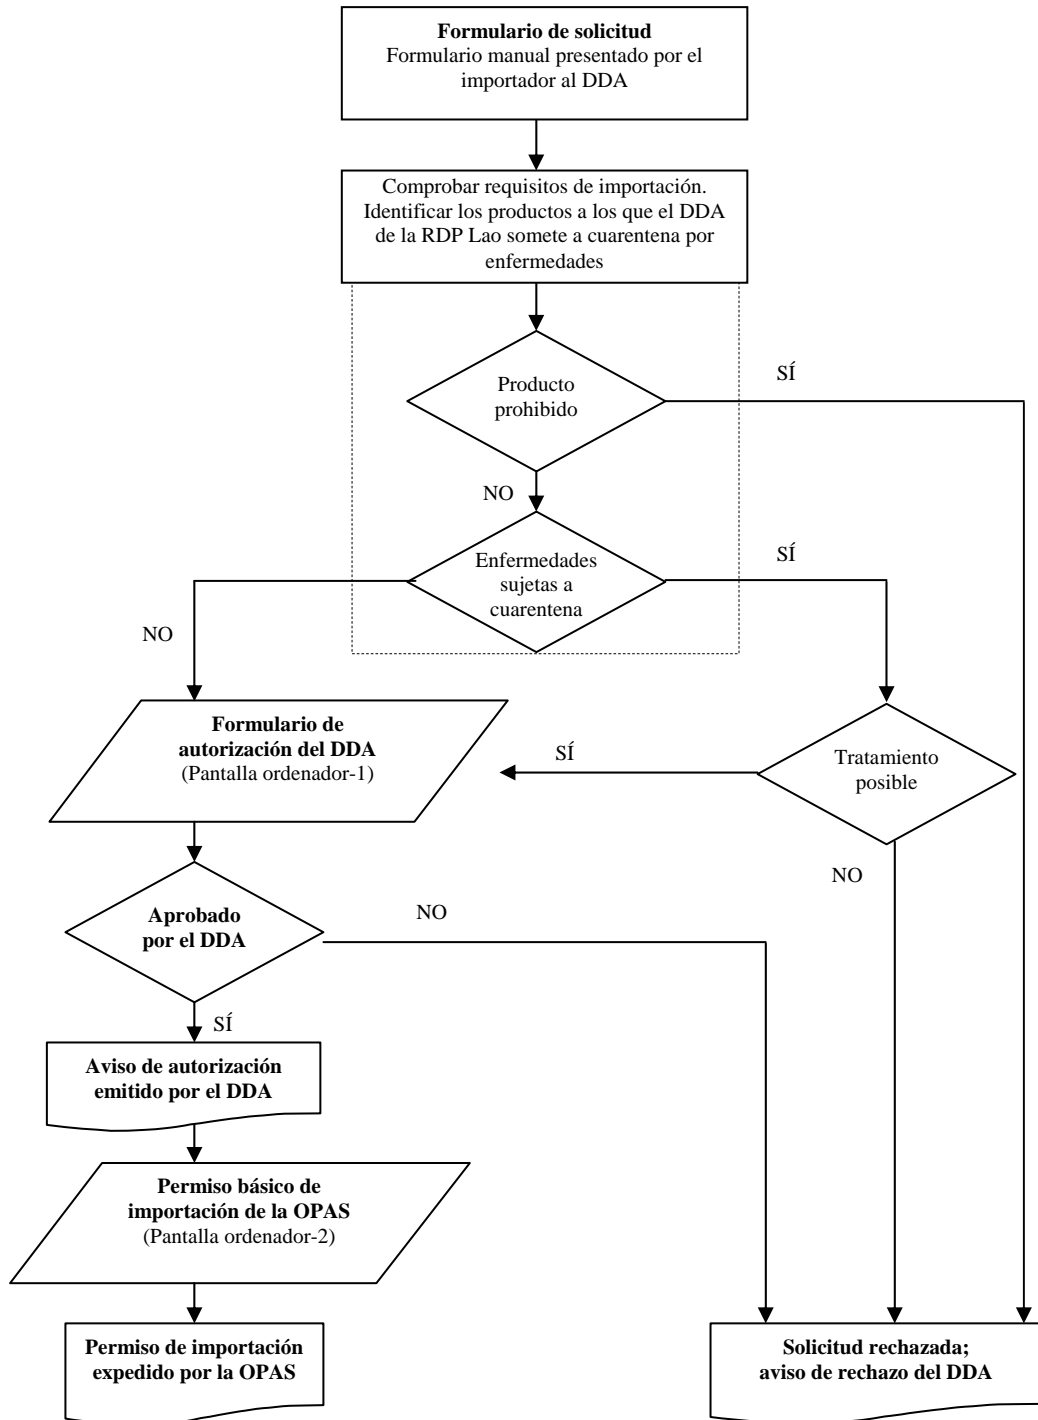 Formulario de solicitud
Formulario manual presentado por el
importador al DDA
Comprobar requisitos de importación.
Identificar los productos a los que el DDA
de la RDP Lao somete a cuarentena por
enfermedades
Producto
prohibido
SÍ
NO
Enfermedades
sujetas a
cuarentena
SÍ
NO
Formulario de
autorización del DDA
(Pantalla ordenador-1)
SÍ
Tratamiento
posible
NO
Aprobado
por el DDA
NO
SÍ
Aviso de autorización
emitido por el DDA
Permiso básico de
importación de la OPAS
(Pantalla ordenador-2)
Permiso de importación
expedido por la OPAS
Solicitud rechazada;
aviso de rechazo del DDA